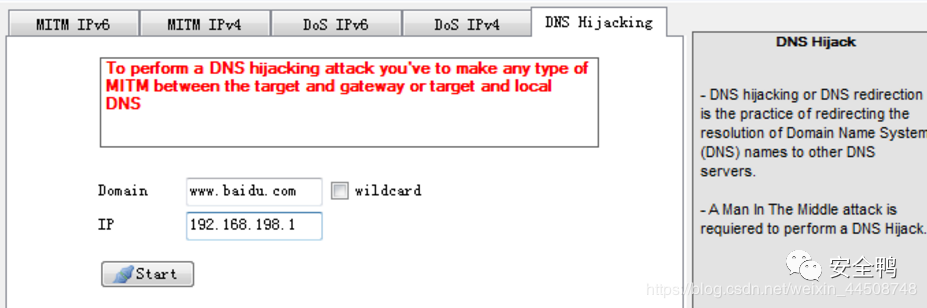 MITM IPv6
MITM IPv4
DoS IPv6
DoS IPv4
DNS Hijacking
To perform a DNS hijacking attack you've to make any type of
MITM between the target and gateway or target and local
DNS
Domain
www.baidu.com
wildcard
IP
192.168.198.1
Start
DNS Hijack
- DNS hijacking or DNS redirection
is the practice of redirecting the
resolution of Domain Name System
(DNS) names to other DNS
servers.
- A Man In The Middle attack is
requiered to perform a DNS Hijack.
安全鸭
https://blog.csdn.net/weixin_44508748